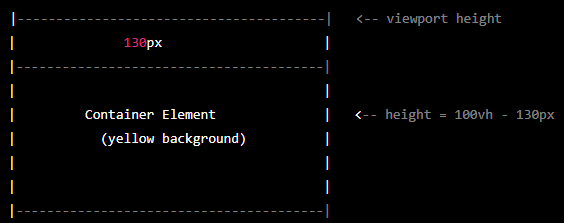 |---------------------------------------|   <-- viewport height
|              130px                    |
|---------------------------------------|
|                                       |
|         Container Element             |   <-- height = 100vh - 130px
|           (yellow background)         |
|                                       |
|                                       |
|---------------------------------------|